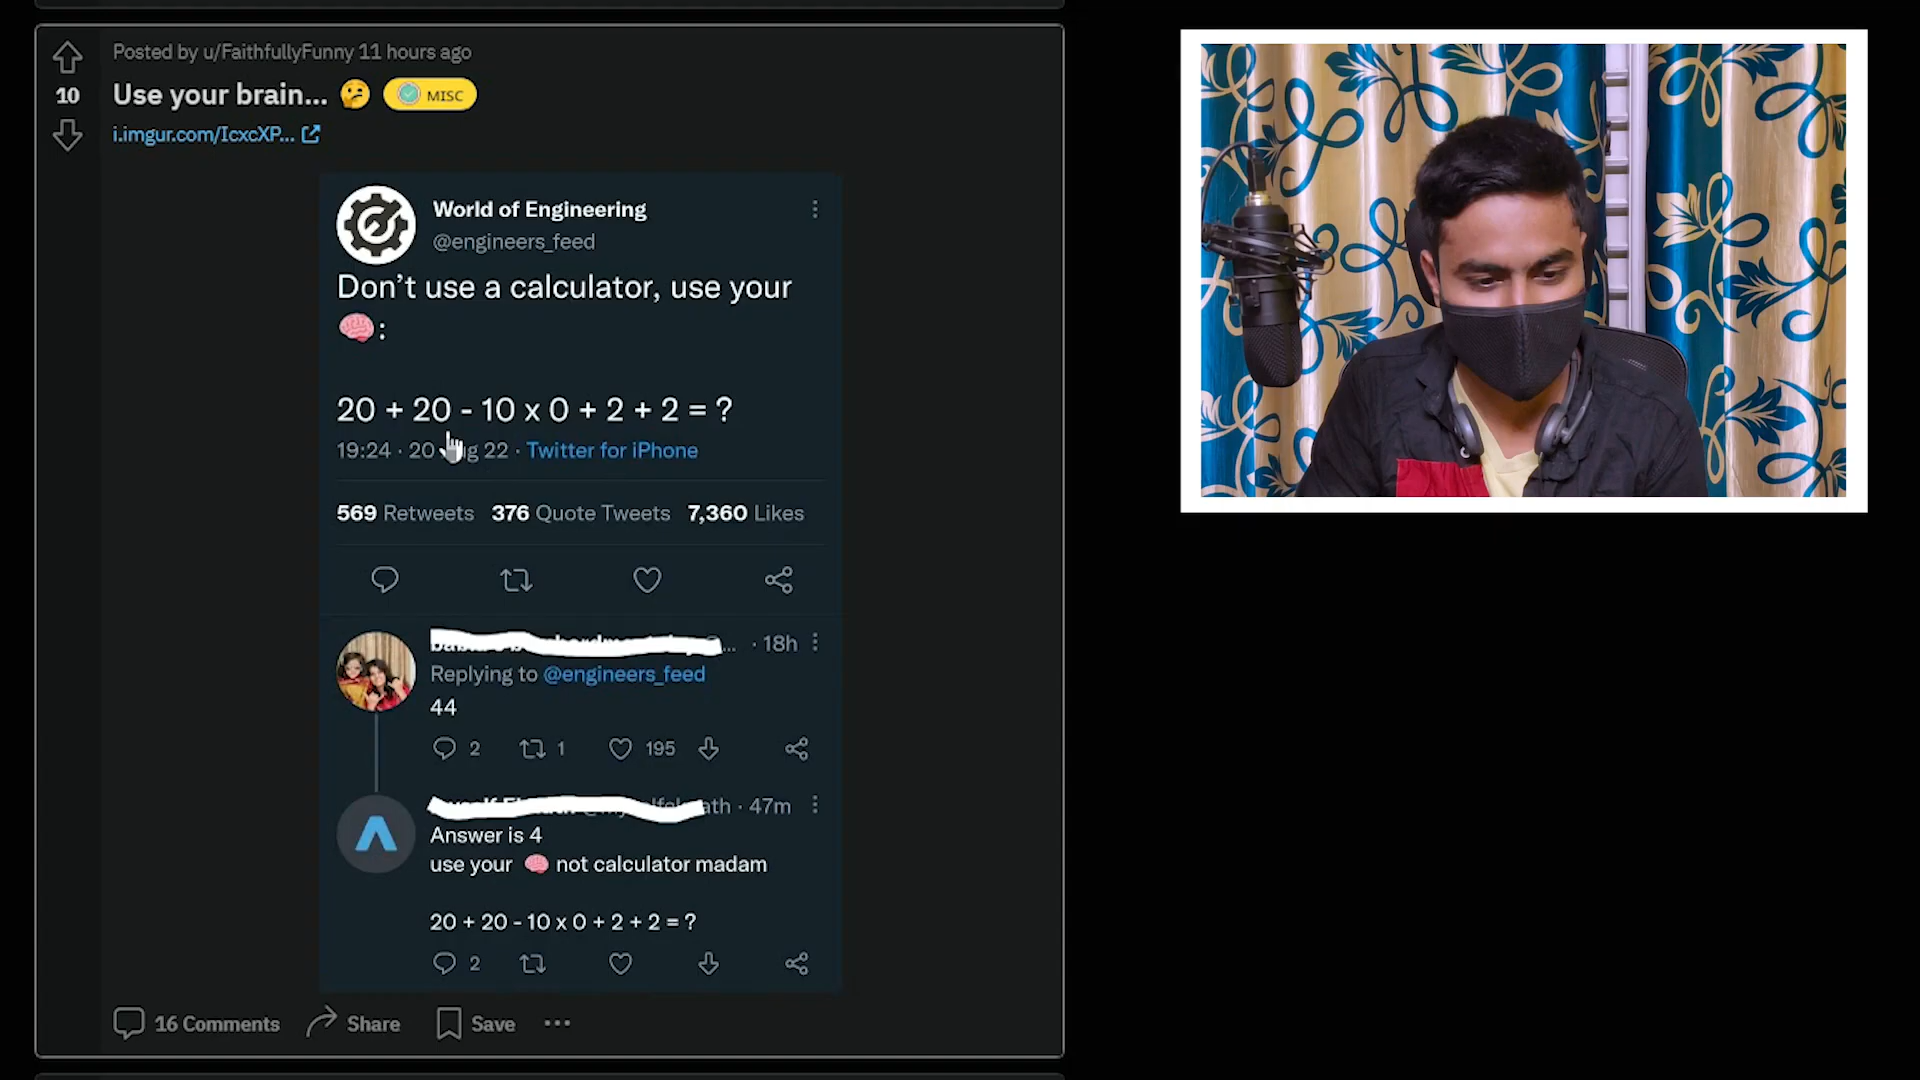 Posted by u/FaithfullyFunny 11 hours ago
10
Use your brain... 🤔 MISC
i.imgur.com/IcxcXP...
World of Engineering
@engineers_feed
Don't use a calculator, use your
🧠:
20 + 20 - 10 x 0 + 2 + 2 = ?
19:24 · 20 22 · Twitter for iPhone
569 Retweets 376 Quote Tweets 7,360 Likes
... · 18h
Replying to @engineers_feed
44
2 1 195
· 47m
Answer is 4
use your 🧠 not calculator madam
20 + 20 - 10 x 0 + 2 + 2 = ?
2
16 Comments Share Save ...